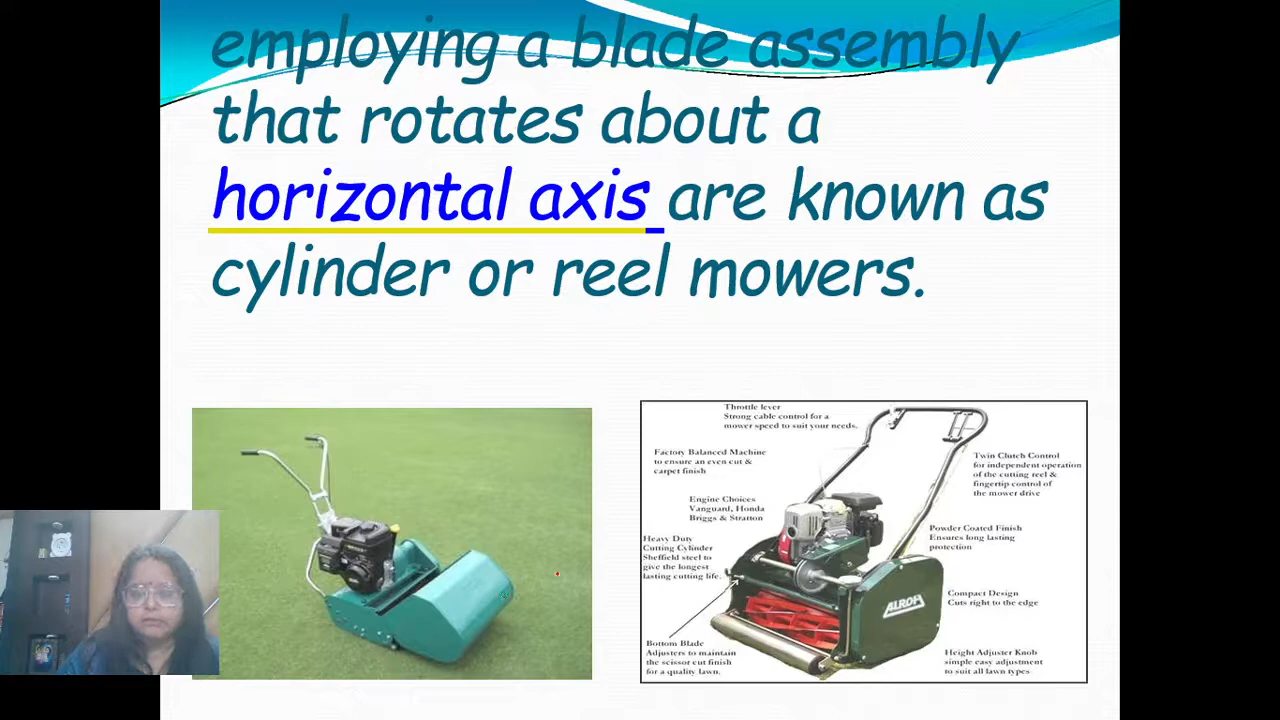 employing a blade assembly
that rotates about a
horizontal axis are known as
cylinder or reel mowers.
Throttle lever
Strong cable control for a
mower speed to suit your needs.
Factory Balanced Machine
to ensure an even cut &
carpet finish
Engine Choices
Vanguard, Honda
Briggs & Stratton
Heavy Duty
Cutting Cylinder
Sheffield steel to
give the longest
lasting cutting life.
Bottom Blade
Adjusters to maintain
the scissor cut finish
for a quality lawn.
Twin Clutch Control
for independent operation
of the cutting reel &
fingertip control of
the mower drive
Powder Coated Finish
Ensures long lasting
protection
Compact Design
Cuts right to the edge
ALROH
Height Adjuster Knob
simple easy adjustment
to suit all lawn types